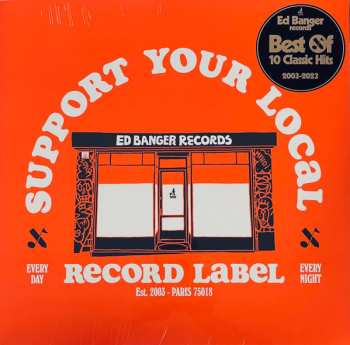 Ed Banger
records
Best Of
10 Classic Hits
2003-2023
SUPPORT YOUR LOCAL
ED BANGER RECORDS
EVERY
DAY
RECORD LABEL
EVERY
NIGHT
Est. 2003 - PARIS 75018